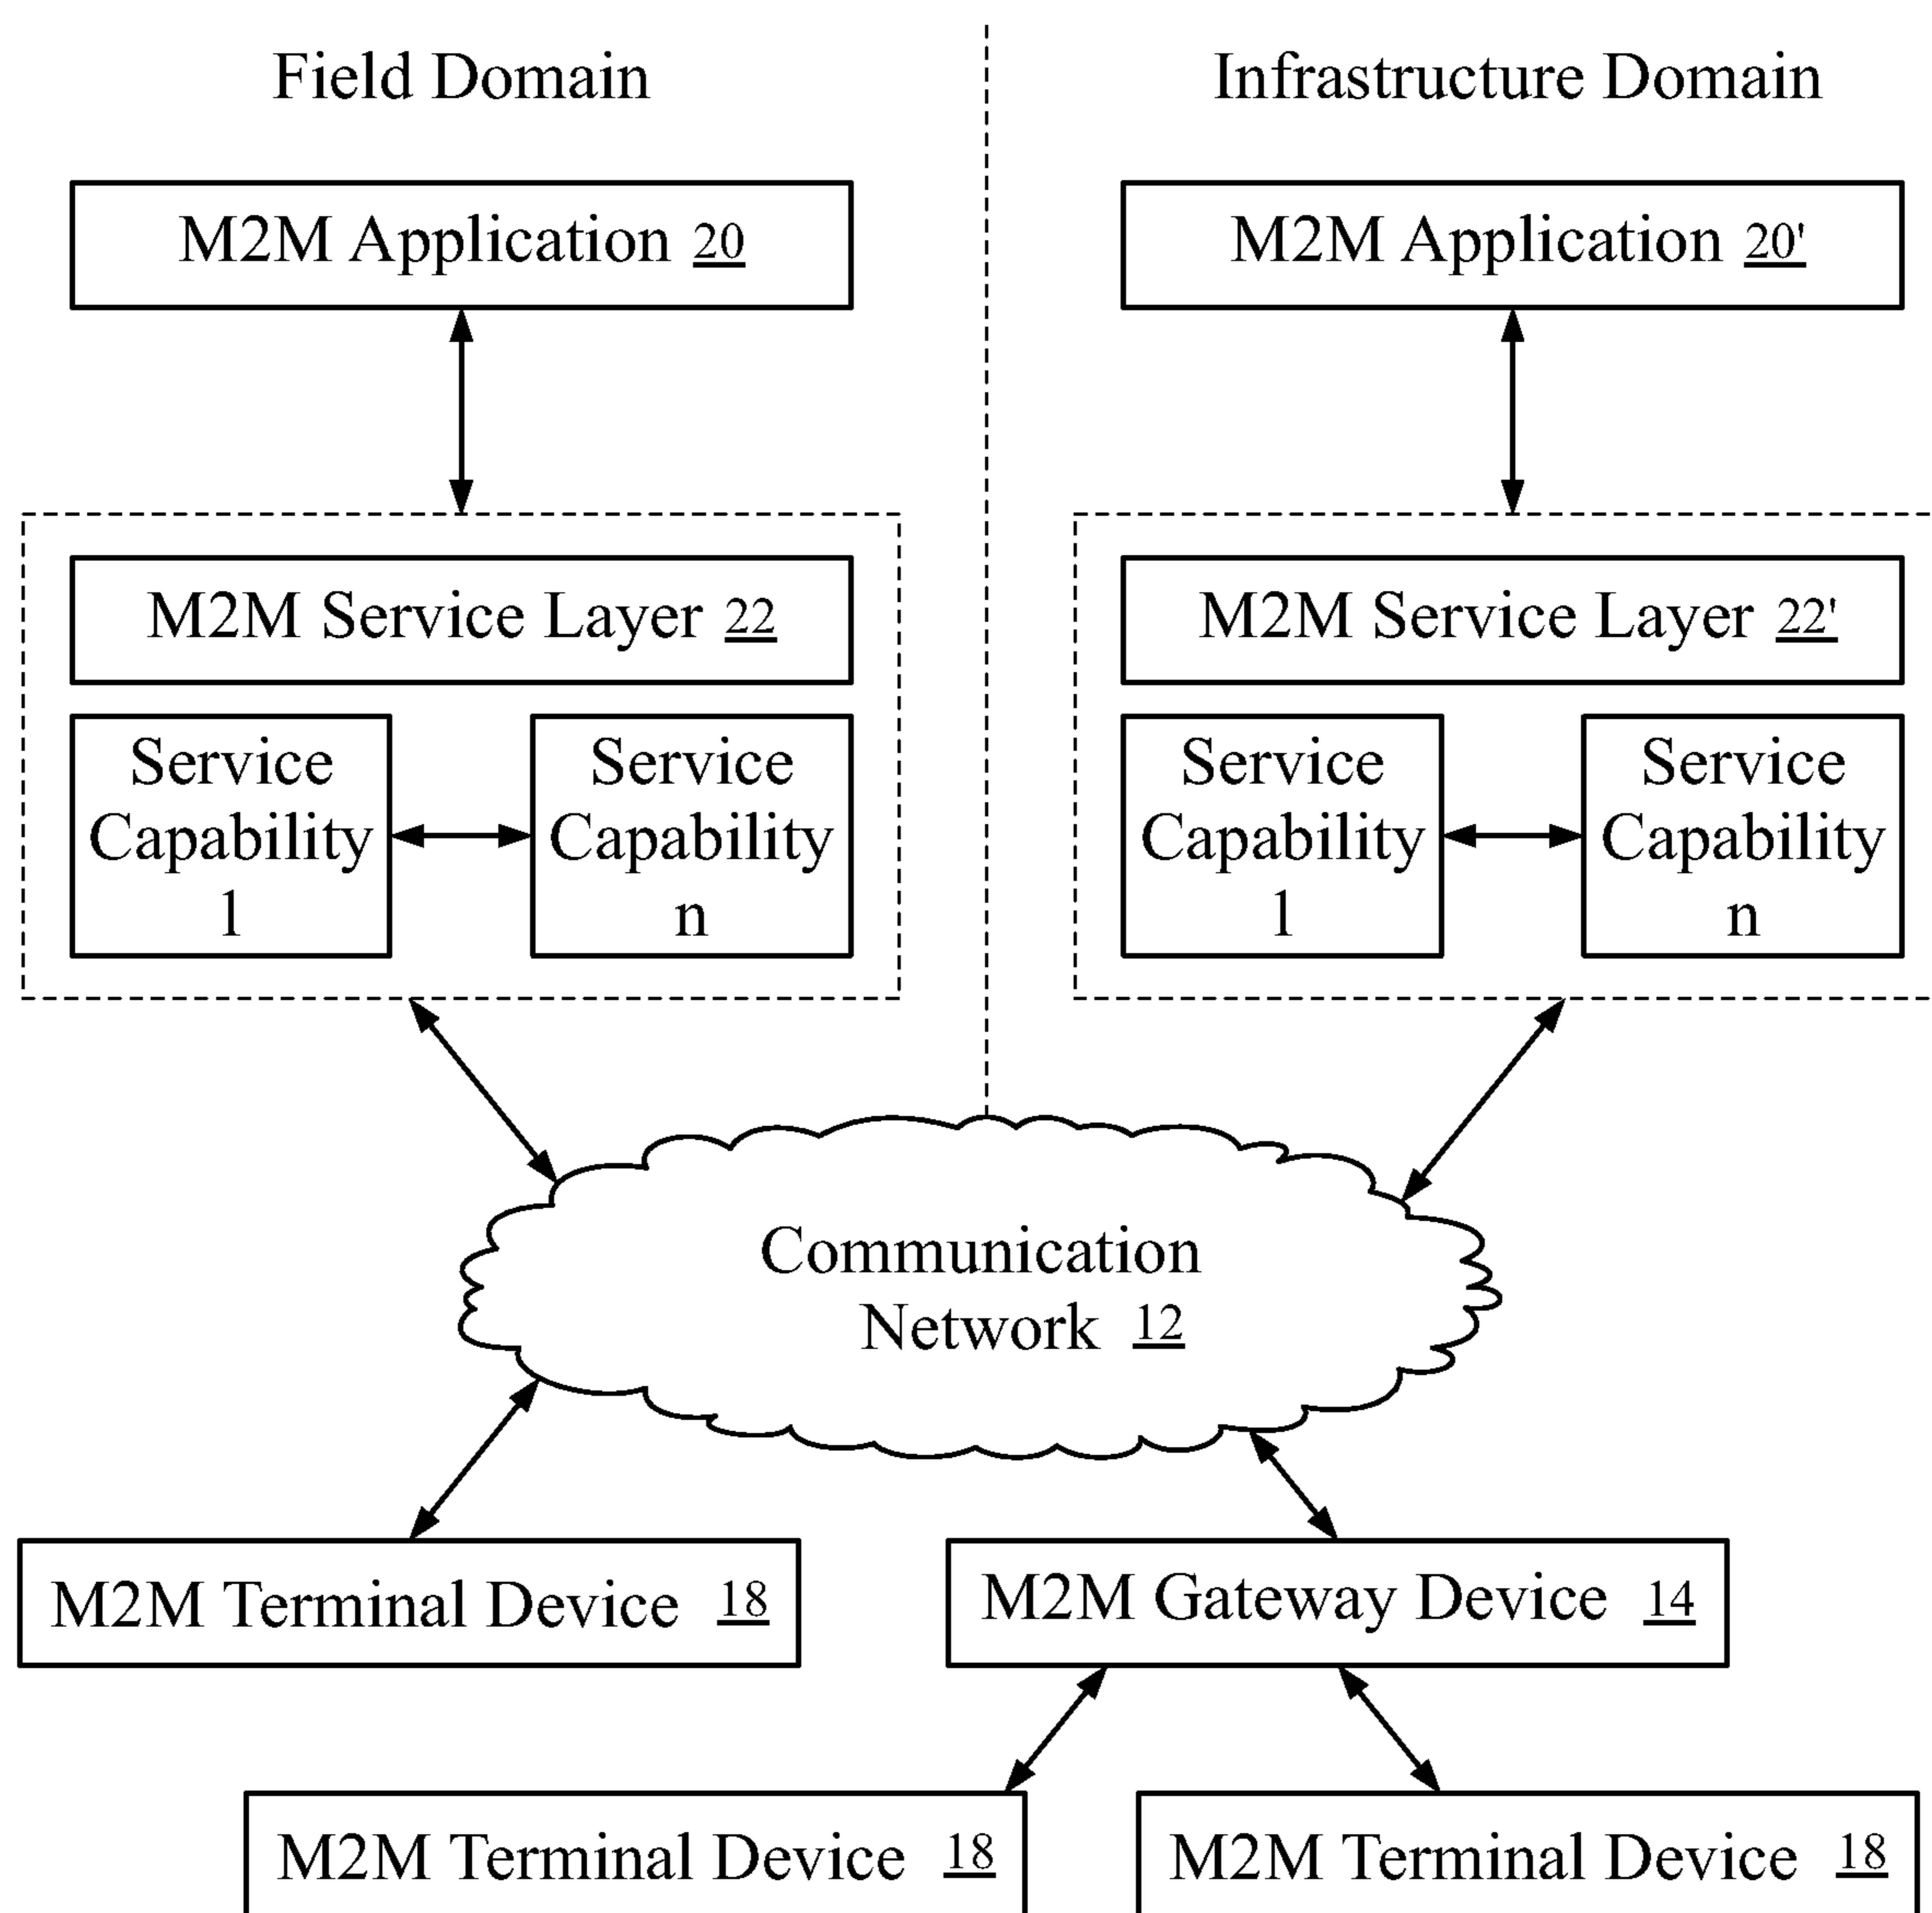 Field Domain
Infrastructure Domain
M2M Application 20
M2M Application 20'
M2M Service Layer 22
M2M Service Layer 22'
Service
Capability
1
Service
Capability
n
Service
Capability
1
Service
Capability
n
Communication
Network 12
M2M Terminal Device 18
M2M Gateway Device 14
M2M Terminal Device 18
M2M Terminal Device 18